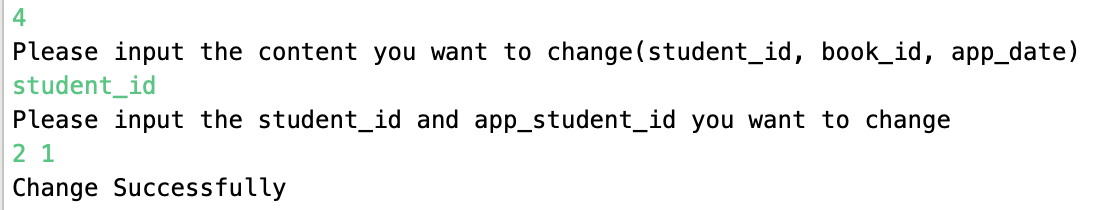 4
Please input the content you want to change(student_id, book_id, app_date)
student_id
Please input the student_id and app_student_id you want to change
2 1
Change Successfully